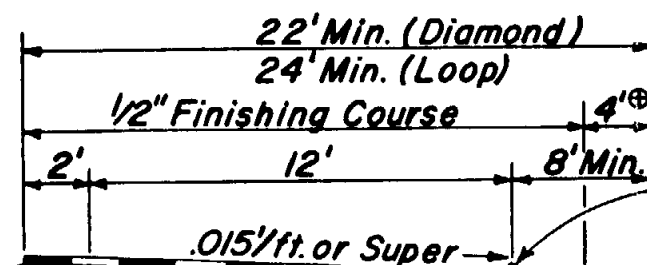 22' Min. (Diamond)
24' Min. (Loop)
1/2" Finishing Course 4'⊕
2' 12' 8' Min.
.015'/ft. or Super